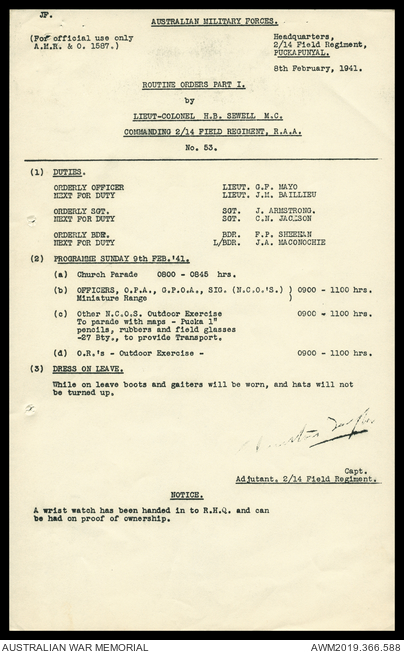 JF.
AUSTRALIAN MILITARY FORCES.
(For official use only
A.M.R. & O. 1587.)
Headquarters,
2/14 Field Regiment,
PUCKAPUNYAL.
8th February, 1941.
ROUTINE ORDERS PART I.
by
LIEUT-COLONEL H.B. SEWELL M.C.
COMMANDING 2/14 FIELD REGIMENT, R.A.A.
No. 53.
(1) DUTIES.
ORDERLY OFFICER LIEUT. G.F. MAYO
NEXT FOR DUTY LIEUT. J.M. BAILLIEU
ORDERLY SGT. SGT. J. ARMSTRONG.
NEXT FOR DUTY SGT. C.N. JACKSON
ORDERLY BDR. BDR. F.P. SHEEHAN
NEXT FOR DUTY L/BDR. J.A. MACONOCHIE
(2) PROGRAMME SUNDAY 9th FEB.'41.
(a) Church Parade 0800 - 0845 hrs.
(b) OFFICERS, O.P.A., G.P.O.A., SIG. (N.C.O'S.) ) 0900 - 1100 hrs.
Miniature Range )
(c) Other N.C.O.S. Outdoor Exercise 0900 - 1100 hrs.
To parade with maps - Pucka 1"
pencils, rubbers and field glasses
-27 Bty., to provide Transport.
(d) O.R.'s - Outdoor Exercise - 0900 - 1100 hrs.
(3) DRESS ON LEAVE.
While on leave boots and gaiters will be worn, and hats will not
be turned up.
Capt.
Adjutant. 2/14 Field Regiment.
NOTICE.
A wrist watch has been handed in to R.H.Q. and can
be had on proof of ownership.
AUSTRALIAN WAR MEMORIAL
AWM2019.366.588